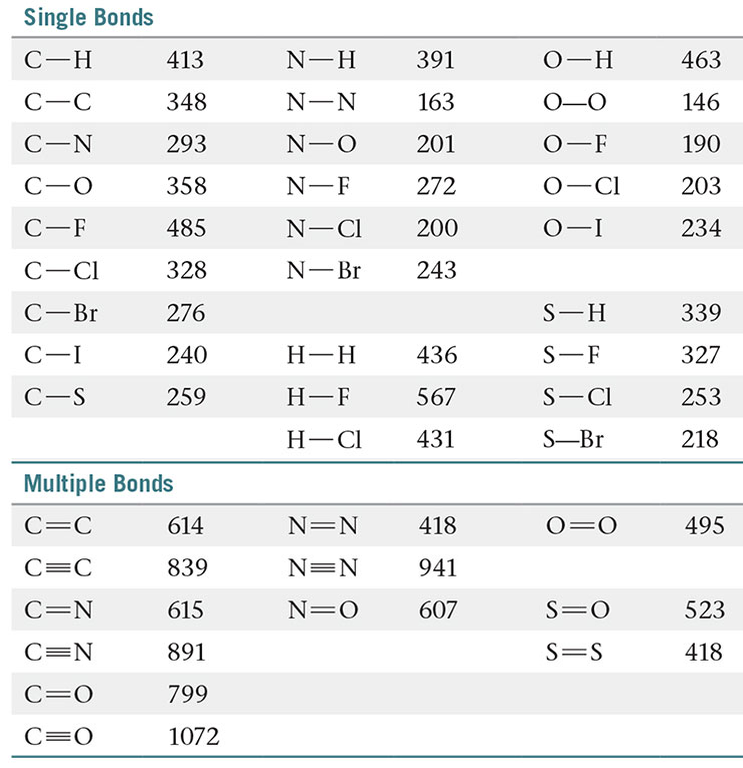 Single Bonds
C—H 413 N—H 391 O—H 463
C—C 348 N—N 163 O—O 146
C—N 293 N—O 201 O—F 190
C—O 358 N—F 272 O—Cl 203
C—F 485 N—Cl 200 O—I 234
C—Cl 328 N—Br 243
C—Br 276 S—H 339
C—I 240 H—H 436 S—F 327
C—S 259 H—F 567 S—Cl 253
H—Cl 431 S—Br 218
Multiple Bonds
C=C 614 N=N 418 O=O 495
C≡C 839 N≡N 941
C=N 615 N=O 607 S=O 523
C≡N 891 S=S 418
C=O 799
C≡O 1072